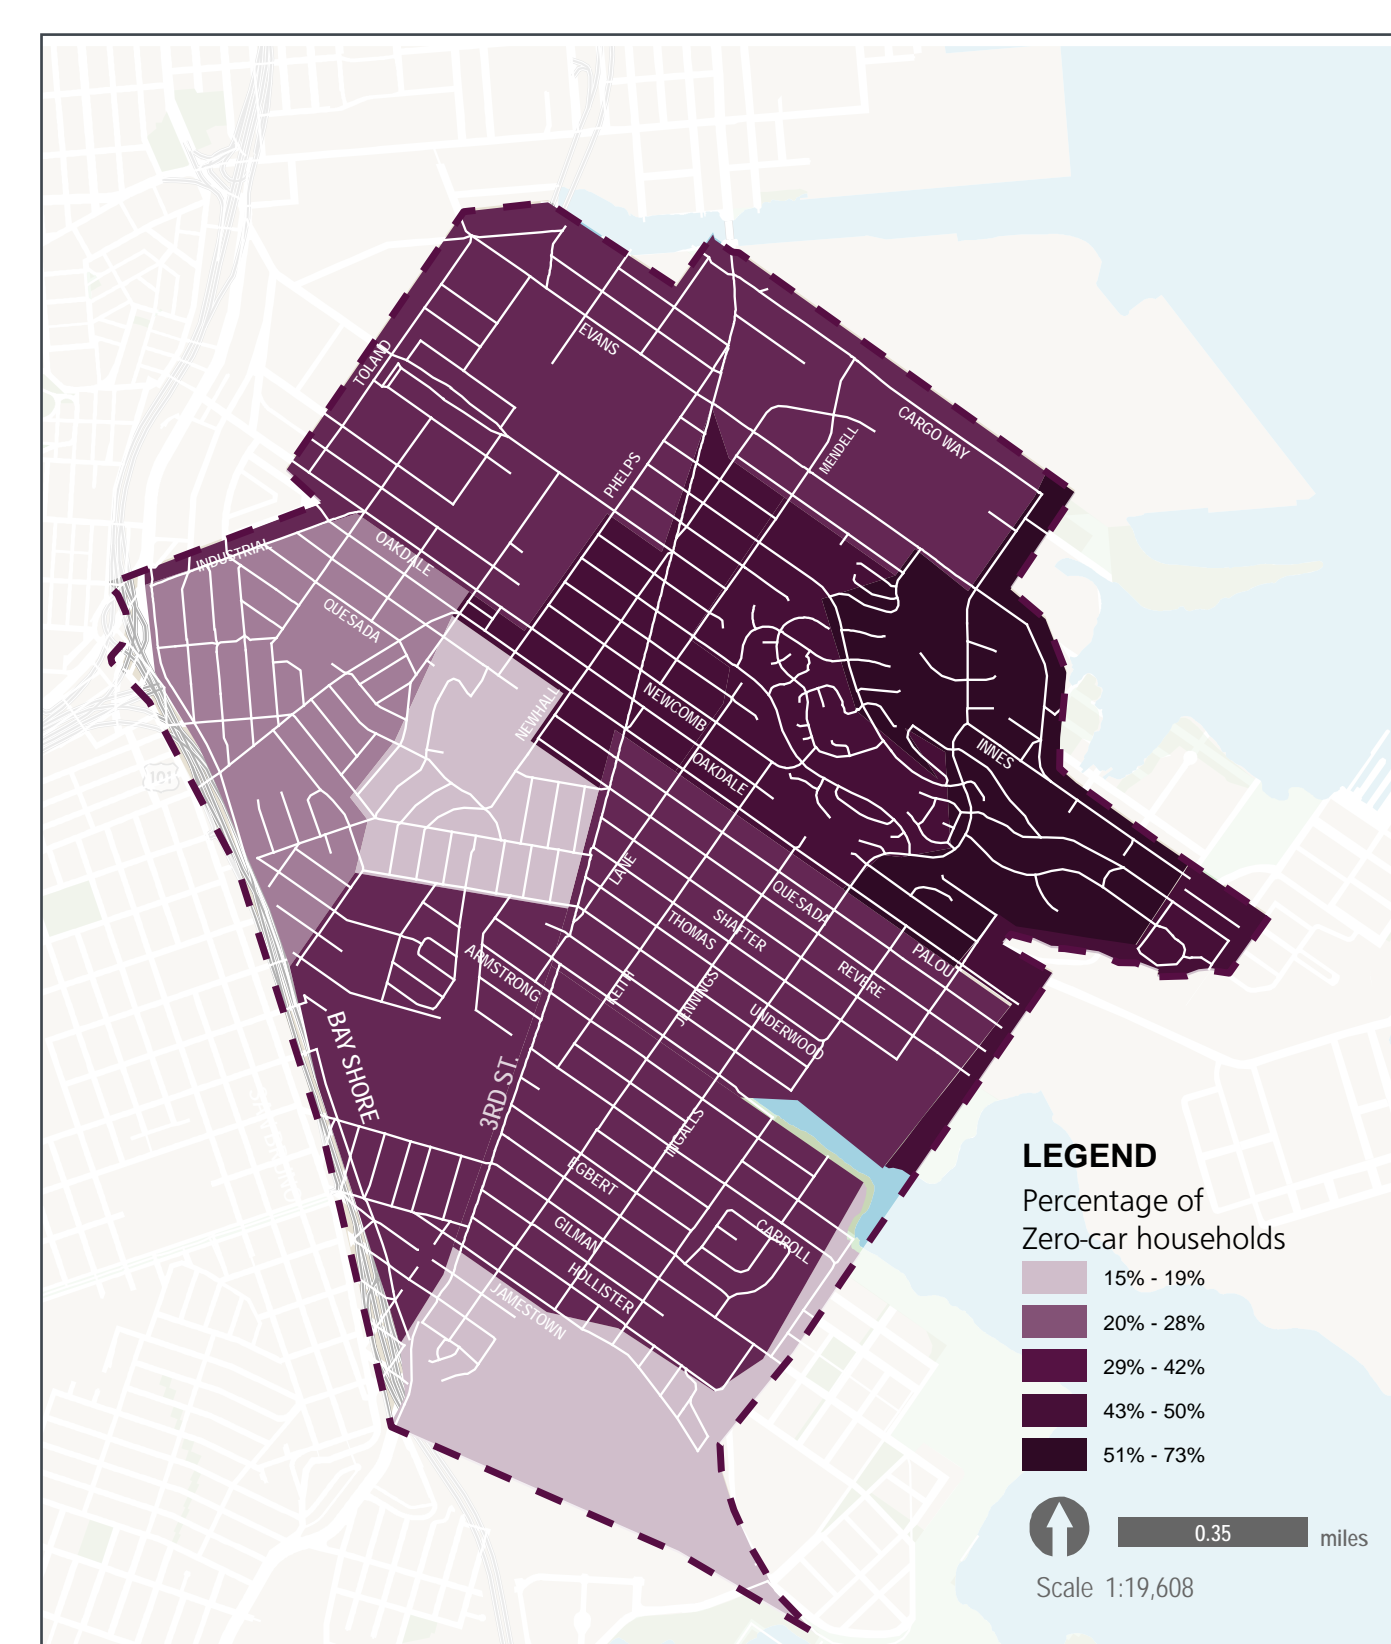 EVANS
TOLAND
CARGO WAY
MENDELL
PHELPS
INDUSTRIAL
OAKDALE
QUESADA
NEWHALL
NEWCOMB
OAKDALE
INNES
101
LANE
QUESADA
SHAFTER
THOMAS
PALOU
REVERE
ARMSTRONG
KEITH
JENNINGS
UNDERWOOD
BAY SHORE
3RD ST.
INGALLS
EGBERT
CARROLL
GILMAN
HOLLISTER
JAMESTOWN
LEGEND
Percentage of
Zero-car households
15% - 19%
20% - 28%
29% - 42%
43% - 50%
51% - 73%
0.35 miles
Scale 1:19,608